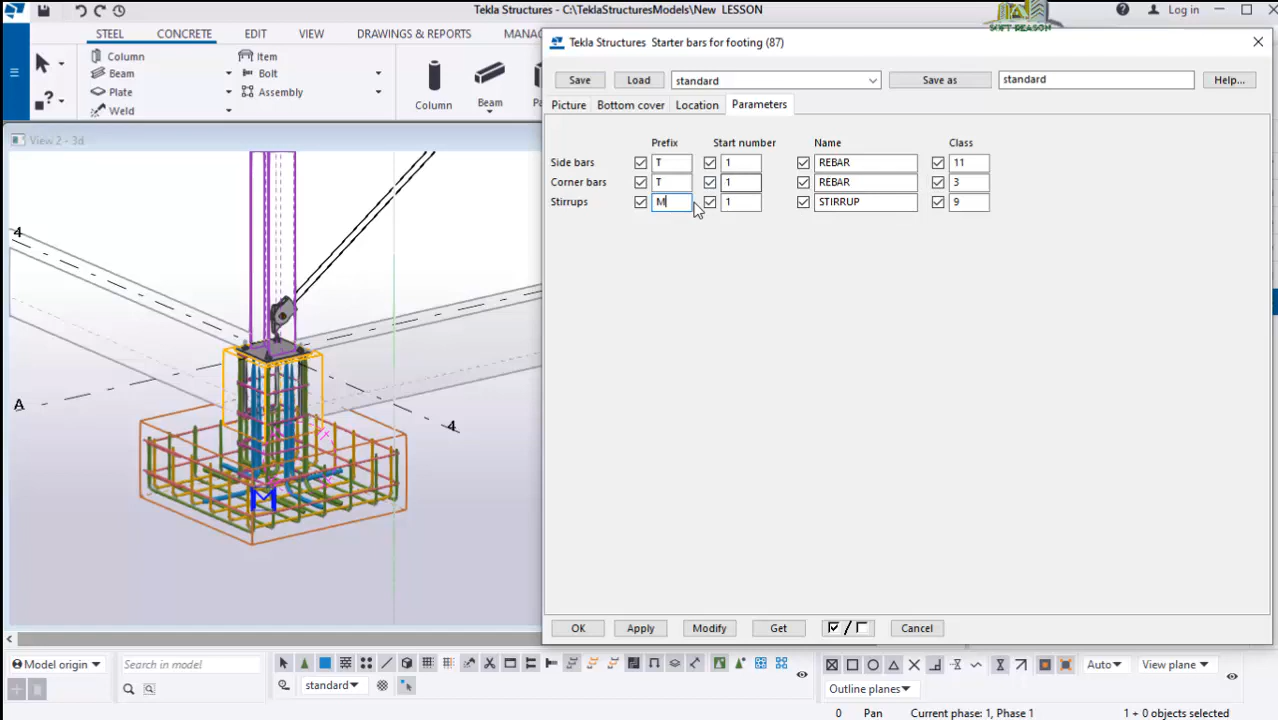 Tekla Structures - C:\TeklaStructuresModels\New LESSON
Log in
SOFT-REASON
STEEL CONCRETE EDIT VIEW DRAWINGS & REPORTS
Column
Beam
Plate
Weld
Item
Bolt
Assembly
Column
Beam
Tekla Structures Starter bars for footing (87)
Save Load standard Save as standard Help...
Picture Bottom cover Location Parameters
Prefix Start number Name Class
Side bars T 1 REBAR 11
Corner bars T 1 REBAR 3
Stirrups M 1 STIRRUP 9
View 2 - 3d
4
A
4
OK Apply Modify Get / Cancel
Model origin Search in model
standard
Auto View plane
Outline planes
0 Pan Current phase: 1, Phase 1 1 + 0 objects selected